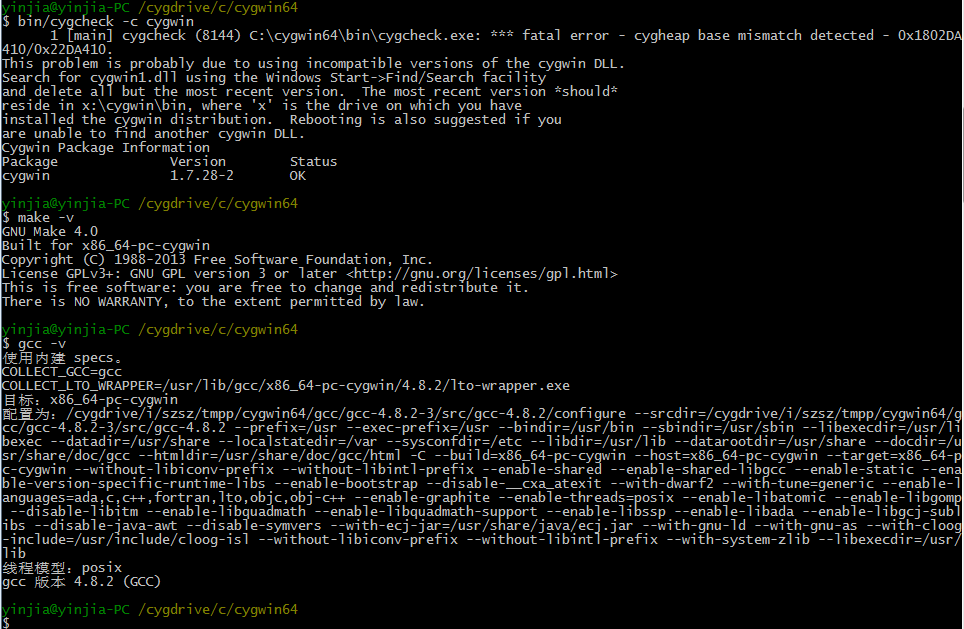 yinjia@yinjia-PC /cygdrive/c/cygwin64
$ bin/cygcheck -c cygwin
      1 [main] cygcheck (8144) C:\cygwin64\bin\cygcheck.exe: *** fatal error - cygheap base mismatch detected - 0x1802DA
410/0x22DA410.
This problem is probably due to using incompatible versions of the cygwin DLL.
Search for cygwin1.dll using the Windows Start->Find/Search facility
and delete all but the most recent version.  The most recent version *should*
reside in x:\cygwin\bin, where 'x' is the drive on which you have
installed the cygwin distribution.  Rebooting is also suggested if you
are unable to find another cygwin DLL.
Cygwin Package Information
Package              Version        Status
cygwin               1.7.28-2       OK
yinjia@yinjia-PC /cygdrive/c/cygwin64
$ make -v
GNU Make 4.0
Built for x86_64-pc-cygwin
Copyright (C) 1988-2013 Free Software Foundation, Inc.
License GPLv3+: GNU GPL version 3 or later <http://gnu.org/licenses/gpl.html>
This is free software: you are free to change and redistribute it.
There is NO WARRANTY, to the extent permitted by law.
yinjia@yinjia-PC /cygdrive/c/cygwin64
$ gcc -v
使用内建 specs。
COLLECT_GCC=gcc
COLLECT_LTO_WRAPPER=/usr/lib/gcc/x86_64-pc-cygwin/4.8.2/lto-wrapper.exe
目标：x86_64-pc-cygwin
配置为：/cygdrive/i/szsz/tmpp/cygwin64/gcc/gcc-4.8.2-3/src/gcc-4.8.2/configure --srcdir=/cygdrive/i/szsz/tmpp/cygwin64/g
cc/gcc-4.8.2-3/src/gcc-4.8.2 --prefix=/usr --exec-prefix=/usr --bindir=/usr/bin --sbindir=/usr/sbin --libexecdir=/usr/li
bexec --datadir=/usr/share --localstatedir=/var --sysconfdir=/etc --libdir=/usr/lib --datarootdir=/usr/share --docdir=/u
sr/share/doc/gcc --htmldir=/usr/share/doc/gcc/html -C --build=x86_64-pc-cygwin --host=x86_64-pc-cygwin --target=x86_64-p
c-cygwin --without-libiconv-prefix --without-libintl-prefix --enable-shared --enable-shared-libgcc --enable-static --ena
ble-version-specific-runtime-libs --enable-bootstrap --disable-__cxa_atexit --with-dwarf2 --with-tune=generic --enable-l
anguages=ada,c,c++,fortran,lto,objc,obj-c++ --enable-graphite --enable-threads=posix --enable-libatomic --enable-libgomp
 --disable-libitm --enable-libquadmath --enable-libquadmath-support --enable-libssp --enable-libada --enable-libgcj-subl
ibs --disable-java-awt --disable-symvers --with-ecj-jar=/usr/share/java/ecj.jar --with-gnu-ld --with-gnu-as --with-cloog
-include=/usr/include/cloog-isl --without-libiconv-prefix --without-libintl-prefix --with-system-zlib --libexecdir=/usr/
lib
线程模型：posix
gcc 版本 4.8.2 (GCC)
yinjia@yinjia-PC /cygdrive/c/cygwin64
$